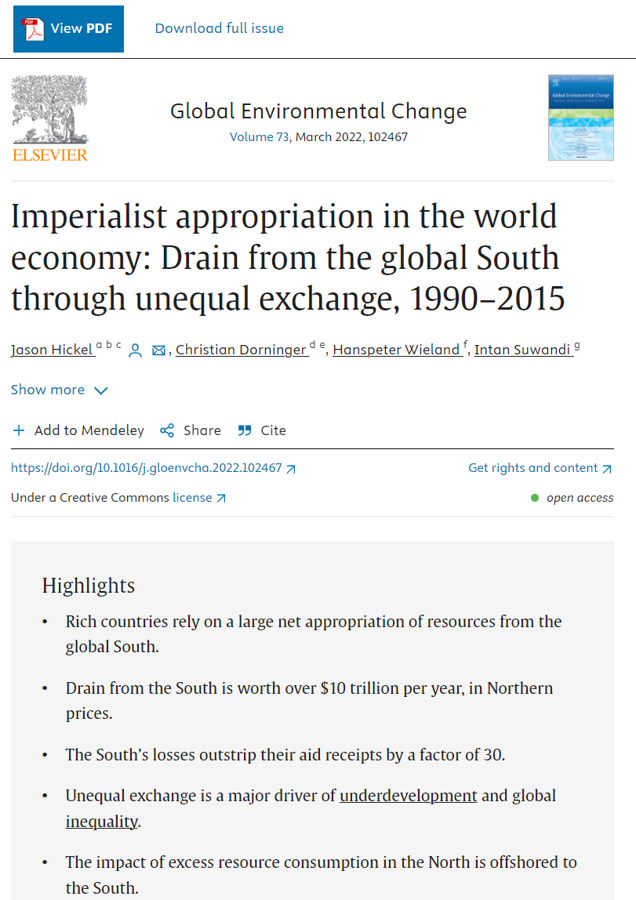 View PDF
Download full issue
ELSEVIER
Global Environmental Change
Volume 73, March 2022, 102467
Global Environmental Change
Imperialist appropriation in the world
economy: Drain from the global South
through unequal exchange, 1990–2015
Jason Hickel a b c, Christian Dorninger d e, Hanspeter Wieland f, Intan Suwandi g
Show more
Add to Mendeley Share Cite
https://doi.org/10.1016/j.gloenvcha.2022.102467 Get rights and content
Under a Creative Commons license open access
Highlights
• Rich countries rely on a large net appropriation of resources from the
global South.
• Drain from the South is worth over $10 trillion per year, in Northern
prices.
• The South's losses outstrip their aid receipts by a factor of 30.
• Unequal exchange is a major driver of underdevelopment and global
inequality.
• The impact of excess resource consumption in the North is offshored to
the South.